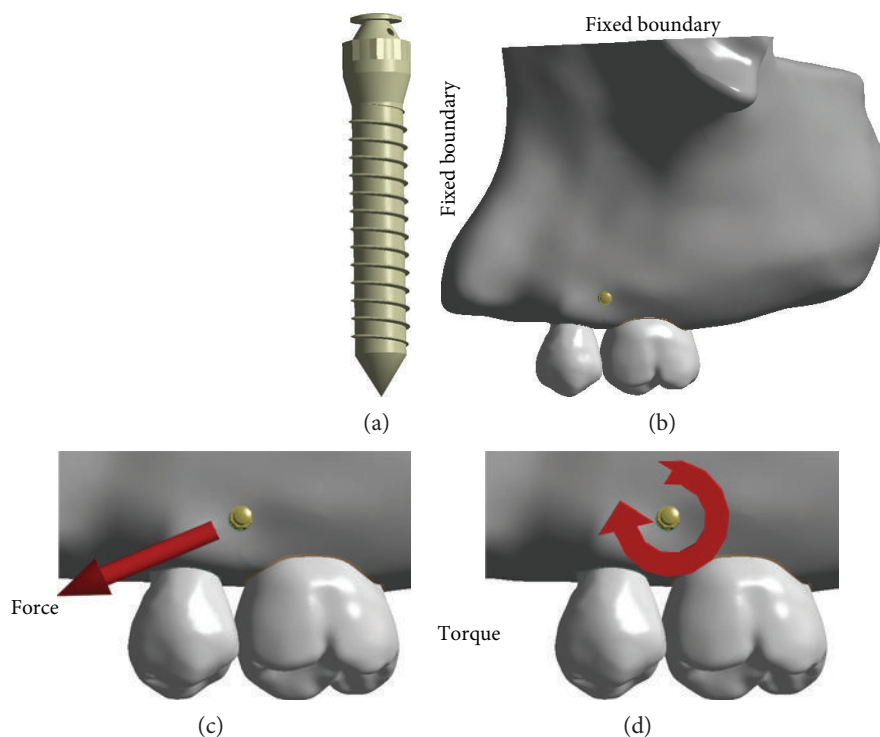 Fixed boundary
Fixed boundary
(a)
(b)
Force
(c)
Torque
(d)